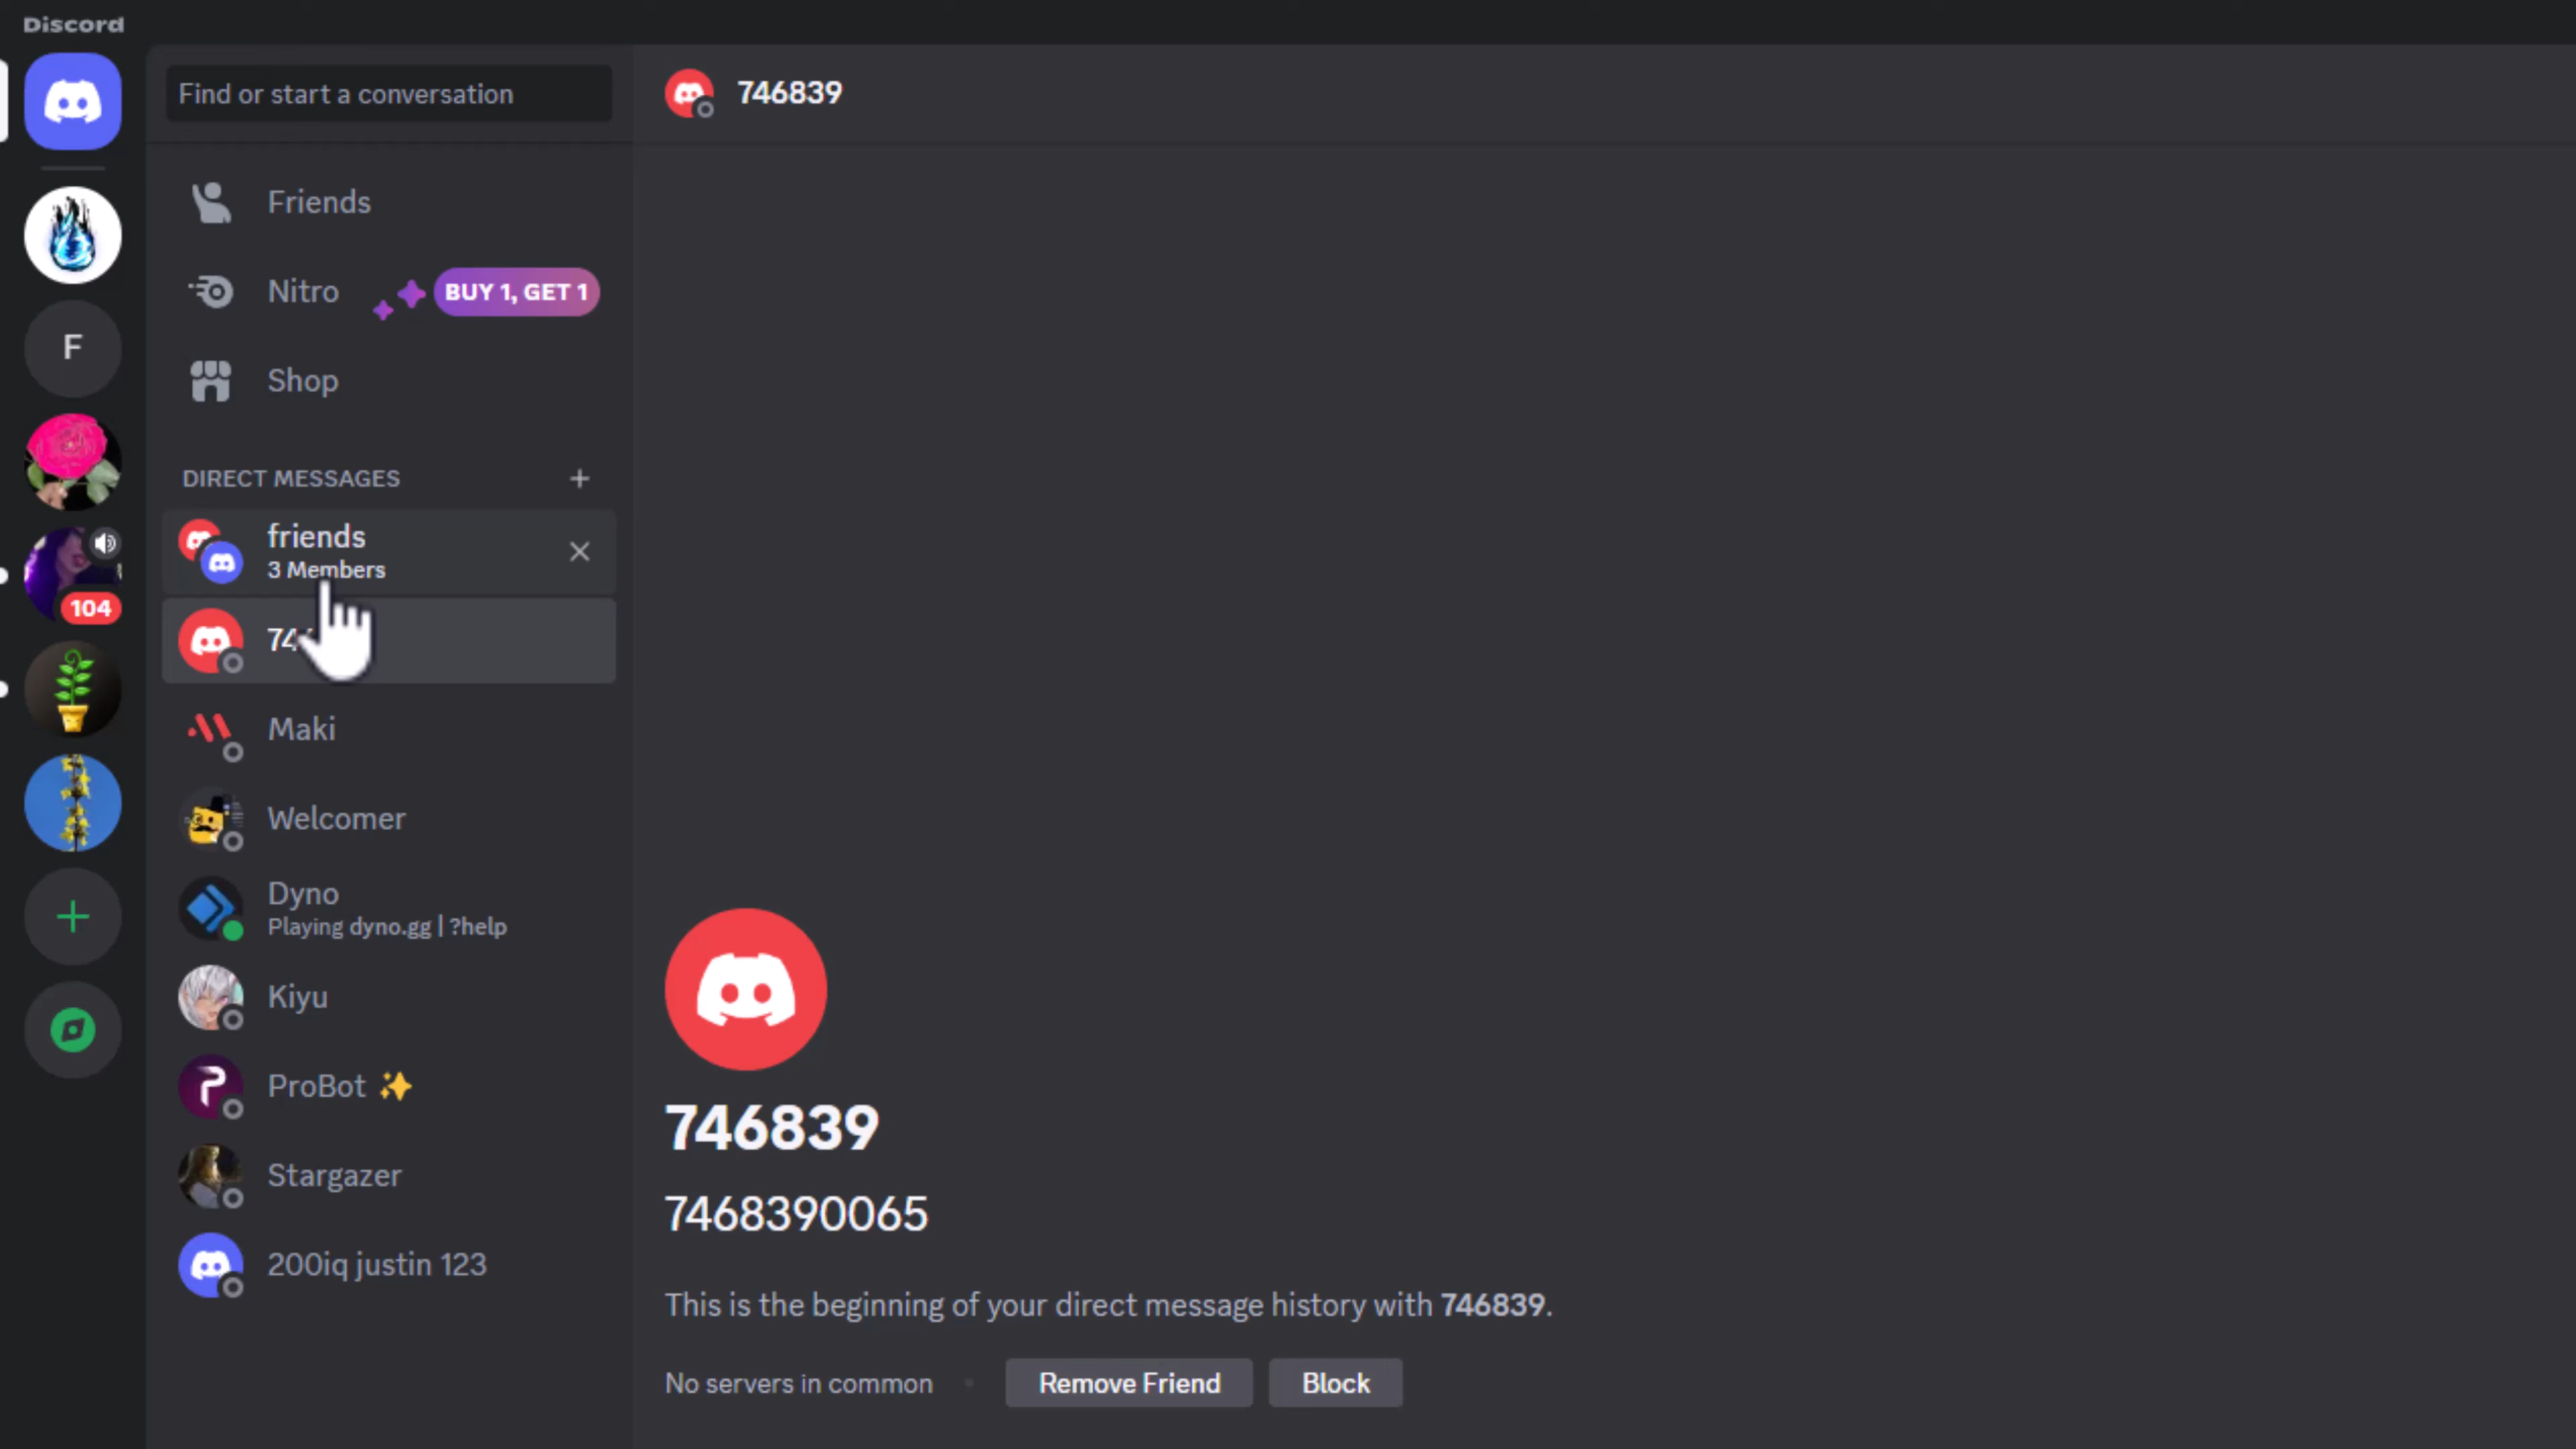 Discord
Find or start a conversation
746839
Friends
Nitro
BUY 1, GET 1
Shop
F
DIRECT MESSAGES
friends
3 Members
104
Maki
Welcomer
Dyno
Playing dyno.gg | ?help
Kiyu
ProBot ✨
Stargazer
200iq justin 123
746839
7468390065
This is the beginning of your direct message history with 746839.
No servers in common
Remove Friend
Block